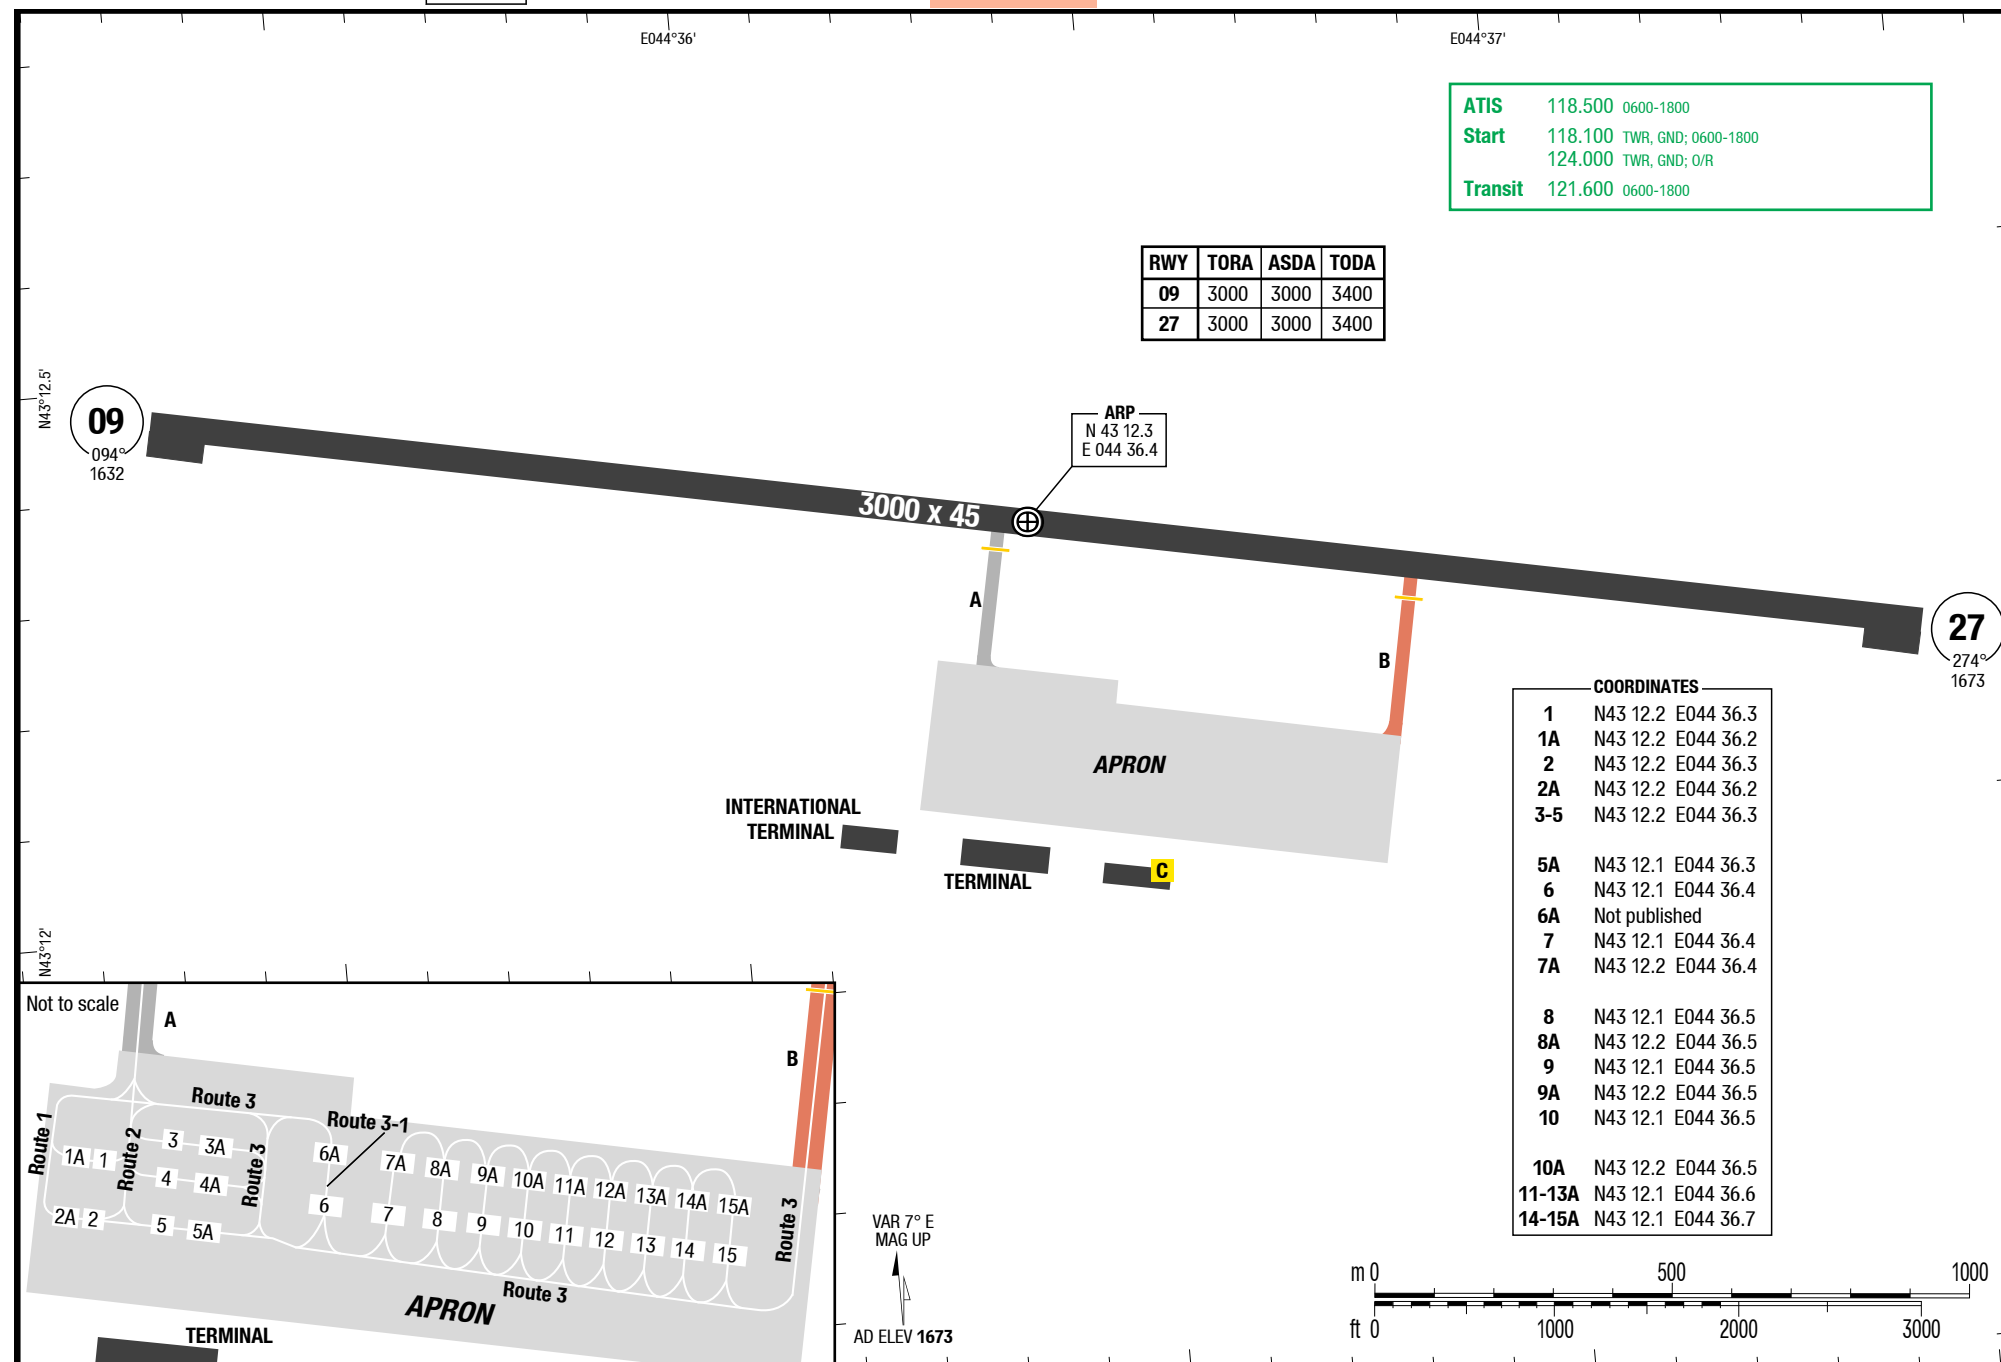 E044°36'
E044°37'
ATIS 118.500 0600-1800
Start 118.100 TWR, GND; 0600-1800
124.000 TWR, GND; O/R
Transit 121.600 0600-1800
RWY TORA ASDA TODA
09 3000 3000 3400
27 3000 3000 3400
N43°12.5'
09
094°
1632
ARP
N 43 12.3
E 044 36.4
3000 x 45
A
B
27
274°
1673
APRON
INTERNATIONAL
TERMINAL
TERMINAL
C
COORDINATES
1 N43 12.2 E044 36.3
1A N43 12.2 E044 36.2
2 N43 12.2 E044 36.3
2A N43 12.2 E044 36.2
3-5 N43 12.2 E044 36.3
5A N43 12.1 E044 36.3
6 N43 12.1 E044 36.4
6A Not published
7 N43 12.1 E044 36.4
7A N43 12.2 E044 36.4
8 N43 12.1 E044 36.5
8A N43 12.2 E044 36.5
9 N43 12.1 E044 36.5
9A N43 12.2 E044 36.5
10 N43 12.1 E044 36.5
10A N43 12.2 E044 36.5
11-13A N43 12.1 E044 36.6
14-15A N43 12.1 E044 36.7
N43°12'
Not to scale
A
B
Route 3
Route 3-1
Route 1
Route 2
Route 3
Route 3
1A 1
3 3A
4 4A
2A 2
5 5A
6A 7A 8A 9A 10A 11A 12A 13A 14A 15A
6 7 8 9 10 11 12 13 14 15
Route 3
APRON
TERMINAL
VAR 7° E
MAG UP
AD ELEV 1673
m 0 500 1000
ft 0 1000 2000 3000